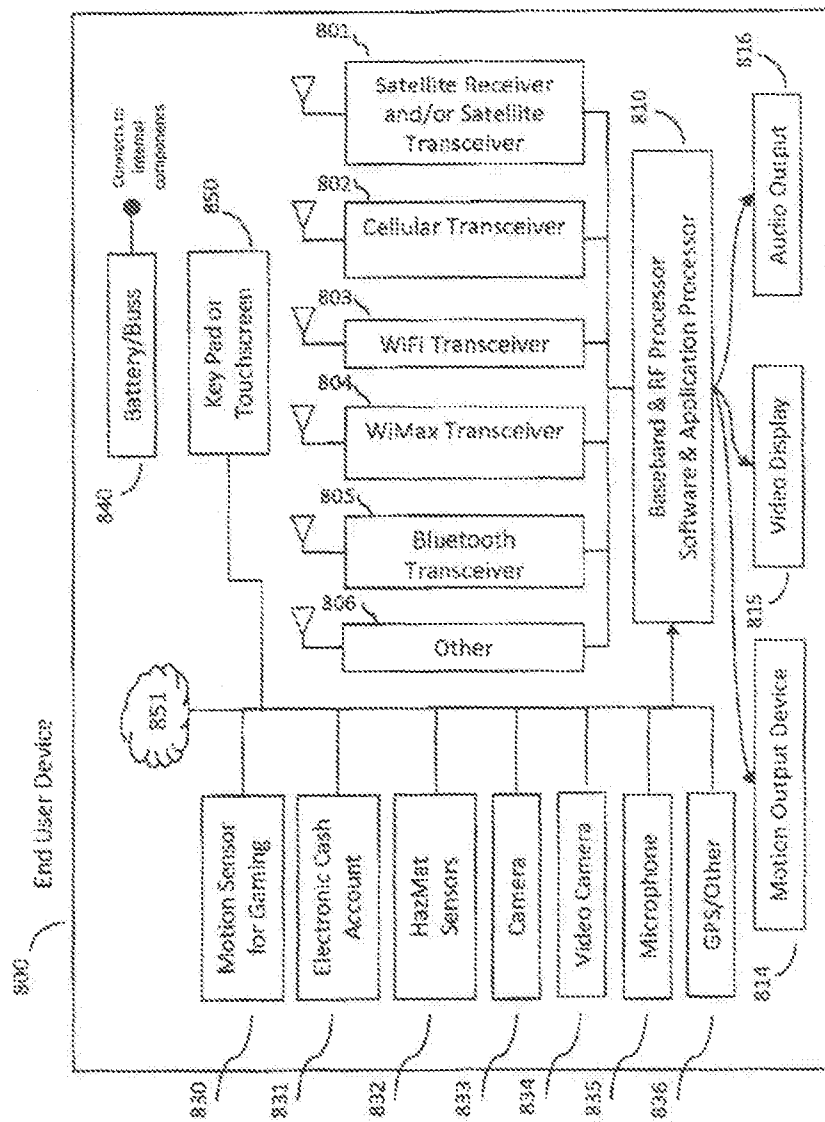 End User Device
800
851
840
Battery/Buss
Connects to
internal
components
850
Key Pad or
Touchscreen
830
Motion Sensor
for Gaming
831
Electronic Cash
Account
832
HazMat
Sensors
833
Camera
834
Video Camera
835
Microphone
836
GPS/Other
806
Other
805
Bluetooth
Transceiver
804
WiMax Transceiver
803
WiFi Transceiver
802
Cellular Transceiver
801
Satellite Receiver
and/or Satellite
Transceiver
810
Baseband & RF Processor
Software & Application Processor
814
Motion Output Device
815
Video Display
816
Audio Output